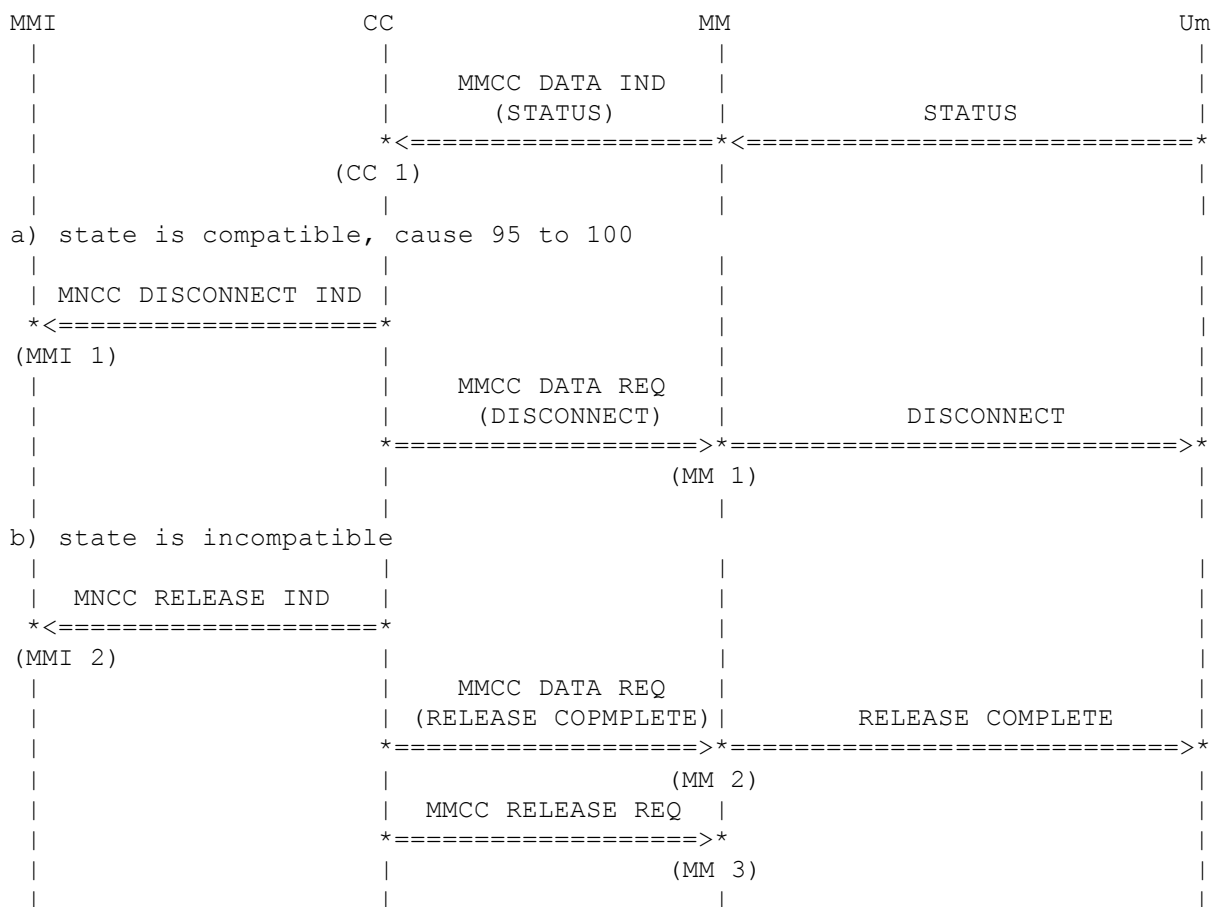 MMI CC MM Um
MMCC DATA IND
(STATUS) STATUS
(CC 1)
a) state is compatible, cause 95 to 100
MNCC DISCONNECT IND
(MMI 1)
MMCC DATA REQ
(DISCONNECT) DISCONNECT
(MM 1)
b) state is incompatible
MNCC RELEASE IND
(MMI 2)
MMCC DATA REQ
(RELEASE COPMPLETE) RELEASE COMPLETE
(MM 2)
MMCC RELEASE REQ
(MM 3)